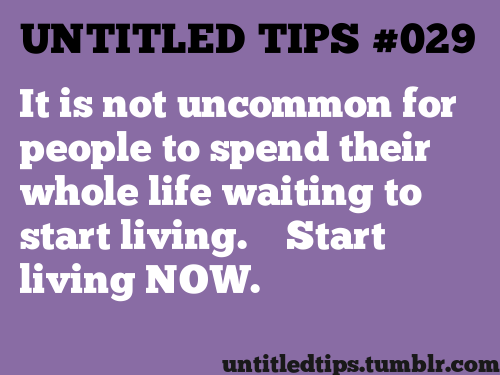 UNTITLED TIPS #029
It is not uncommon for
people to spend their
whole life waiting to
start living.    Start
living NOW.
untitledtips.tumblr.com